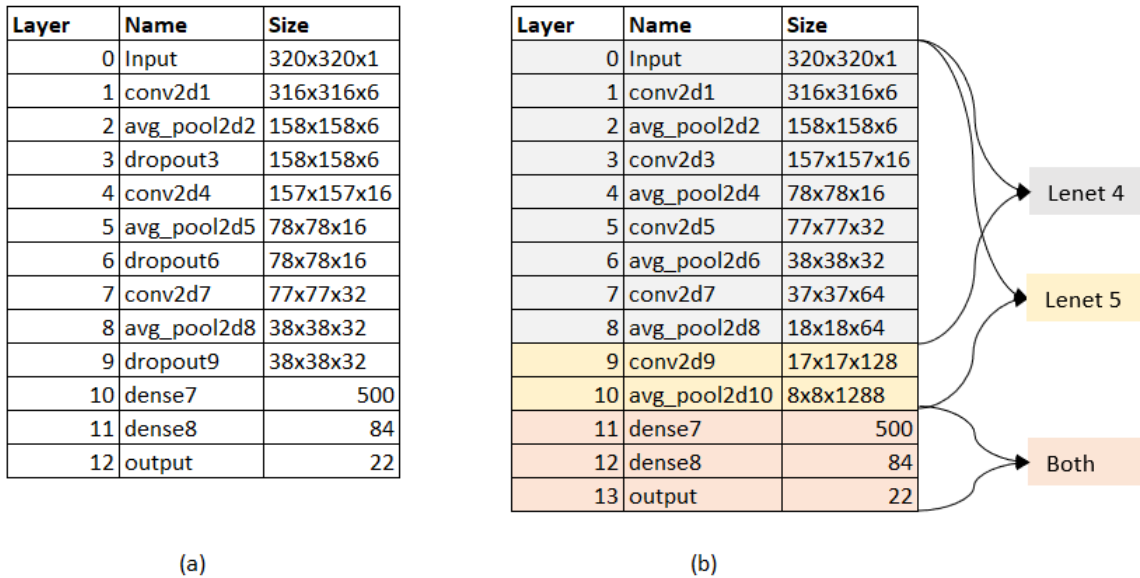 Layer Name Size
0 Input 320x320x1
1 conv2d1 316x316x6
2 avg_pool2d2 158x158x6
3 dropout3 158x158x6
4 conv2d4 157x157x16
5 avg_pool2d5 78x78x16
6 dropout6 78x78x16
7 conv2d7 77x77x32
8 avg_pool2d8 38x38x32
9 dropout9 38x38x32
10 dense7 500
11 dense8 84
12 output 22
(a)
Layer Name Size
0 Input 320x320x1
1 conv2d1 316x316x6
2 avg_pool2d2 158x158x6
3 conv2d3 157x157x16
4 avg_pool2d4 78x78x16
5 conv2d5 77x77x32
6 avg_pool2d6 38x38x32
7 conv2d7 37x37x64
8 avg_pool2d8 18x18x64
9 conv2d9 17x17x128
10 avg_pool2d10 8x8x1288
11 dense7 500
12 dense8 84
13 output 22
Lenet 4
Lenet 5
Both
(b)